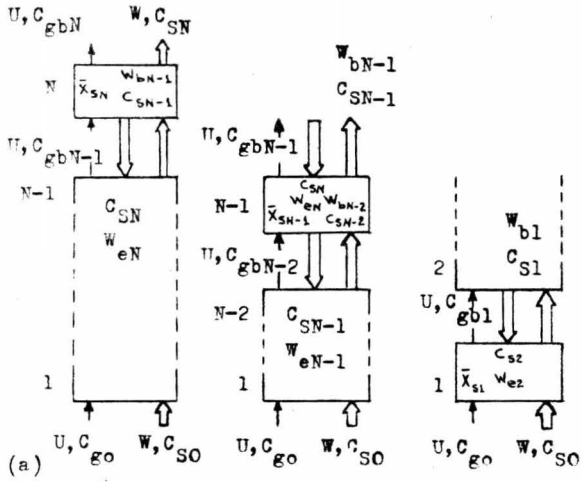 U, C_gbN
W, C_SN
N
W_bN-1
x̄_SN
C_SN-1
U, C_gbN-1
N-1
C_SN
W_eN
1
U, C_go
W, C_SO
(a)
W_bN-1
C_SN-1
U, C_gbN-1
N-1
C_SN
W_eN W_bN-2
x̄_SN-1 C_SN-2
U, C_gbN-2
N-2
C_SN-1
W_eN-1
1
U, C_go
W, C_SO
W_b1
C_S1
2
U, C_gb1
C_S2
1
x̄_S1
W_e2
U, C_go
W, C_SO